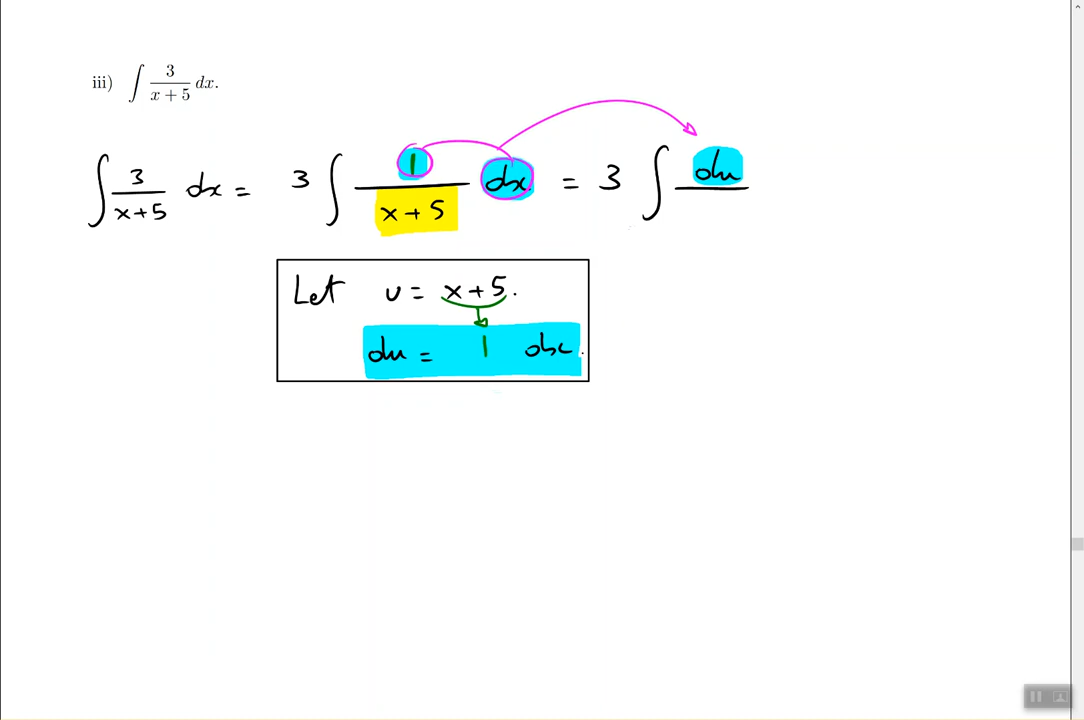 iii) ∫ 3/(x + 5) dx.
∫ 3/(x+5) dx = 3 ∫ 1/(x+5) dx = 3 ∫ du/
Let u = x+5.
du = 1 dx.